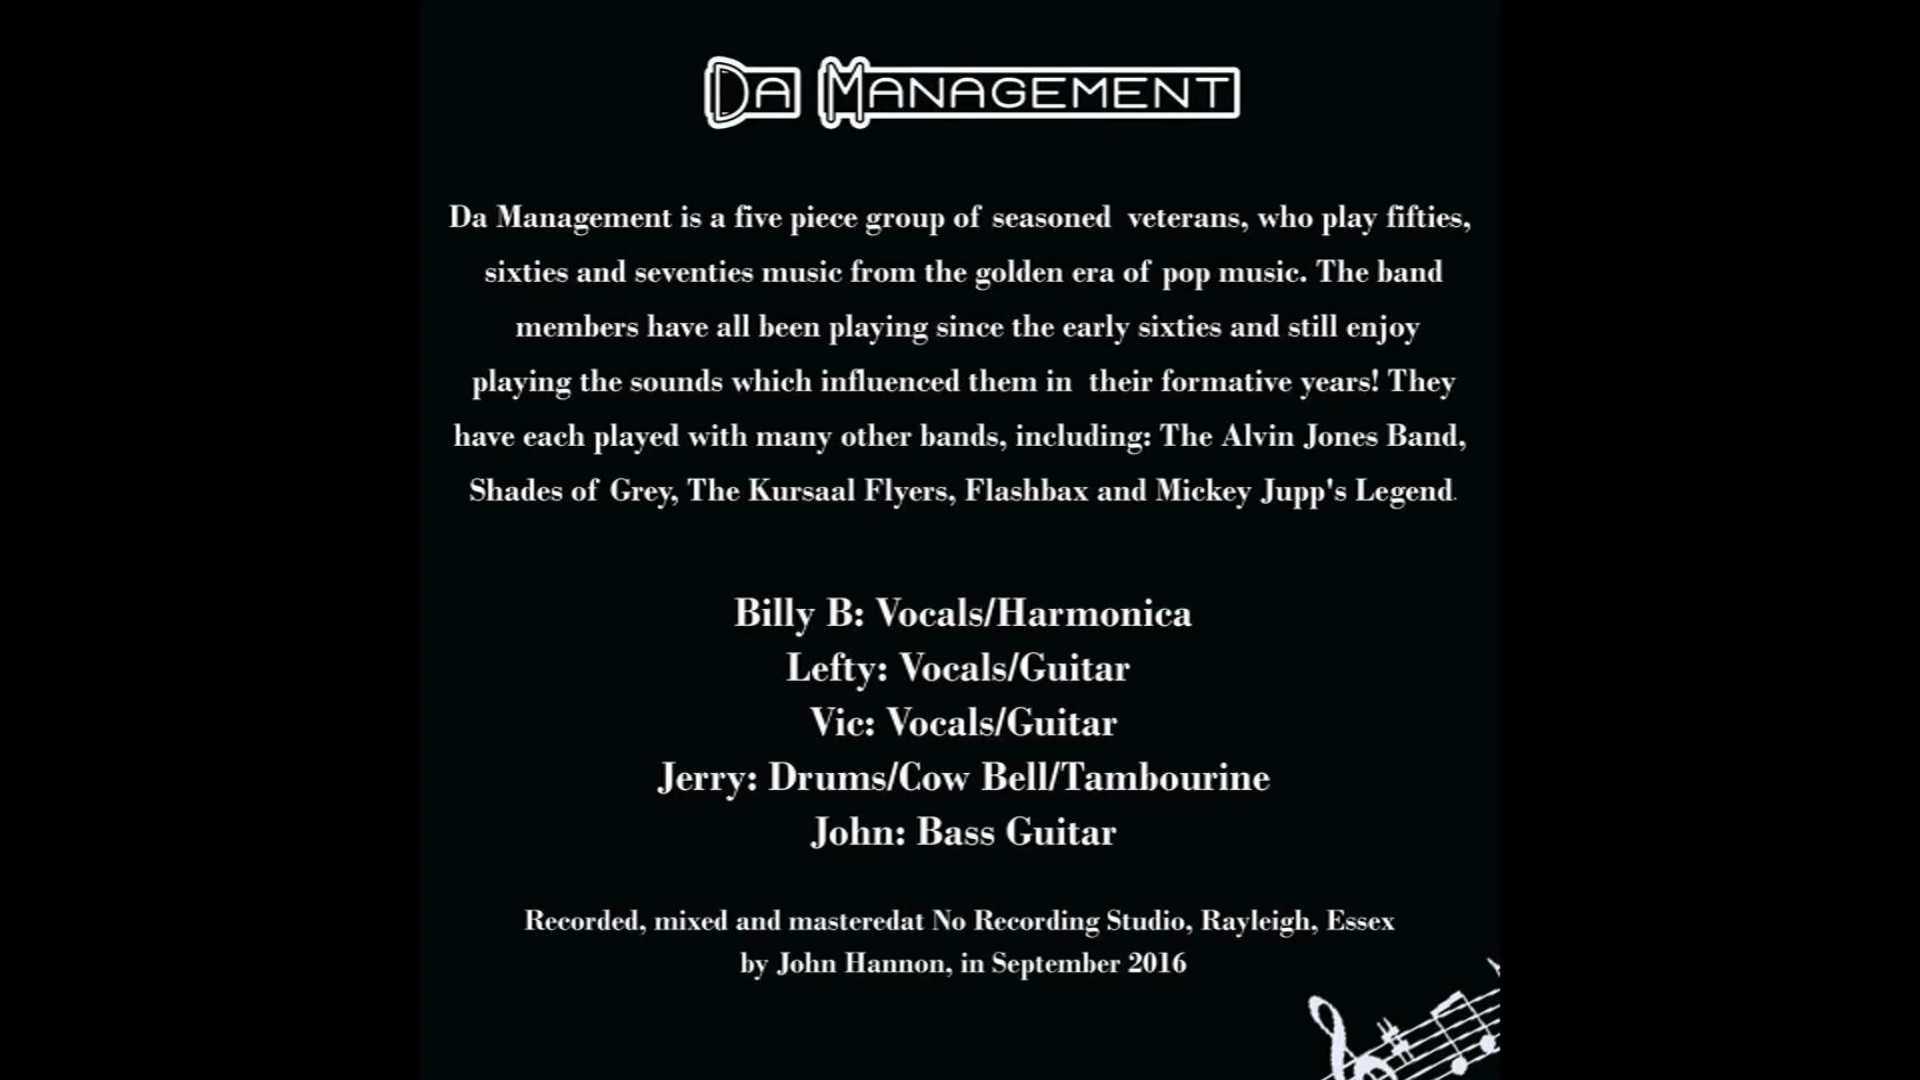 Da Management
Da Management is a five piece group of seasoned veterans, who play fifties,
sixties and seventies music from the golden era of pop music. The band
members have all been playing since the early sixties and still enjoy
playing the sounds which influenced them in their formative years! They
have each played with many other bands, including: The Alvin Jones Band,
Shades of Grey, The Kursaal Flyers, Flashbax and Mickey Jupp's Legend.
Billy B: Vocals/Harmonica
Lefty: Vocals/Guitar
Vic: Vocals/Guitar
Jerry: Drums/Cow Bell/Tambourine
John: Bass Guitar
Recorded, mixed and masteredat No Recording Studio, Rayleigh, Essex
by John Hannon, in September 2016